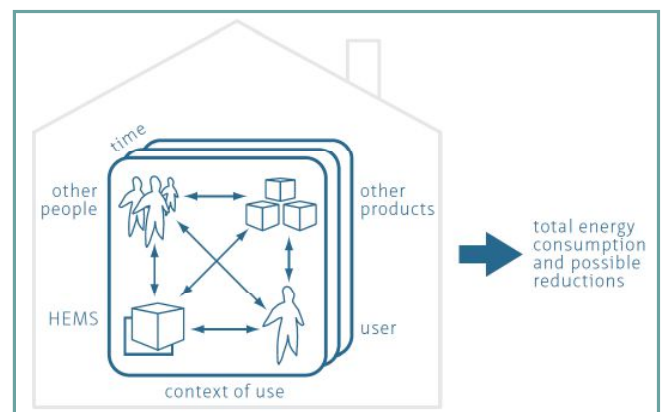 time
other
people
other
products
HEMS
user
context of use
total energy
consumption
and possible
reductions